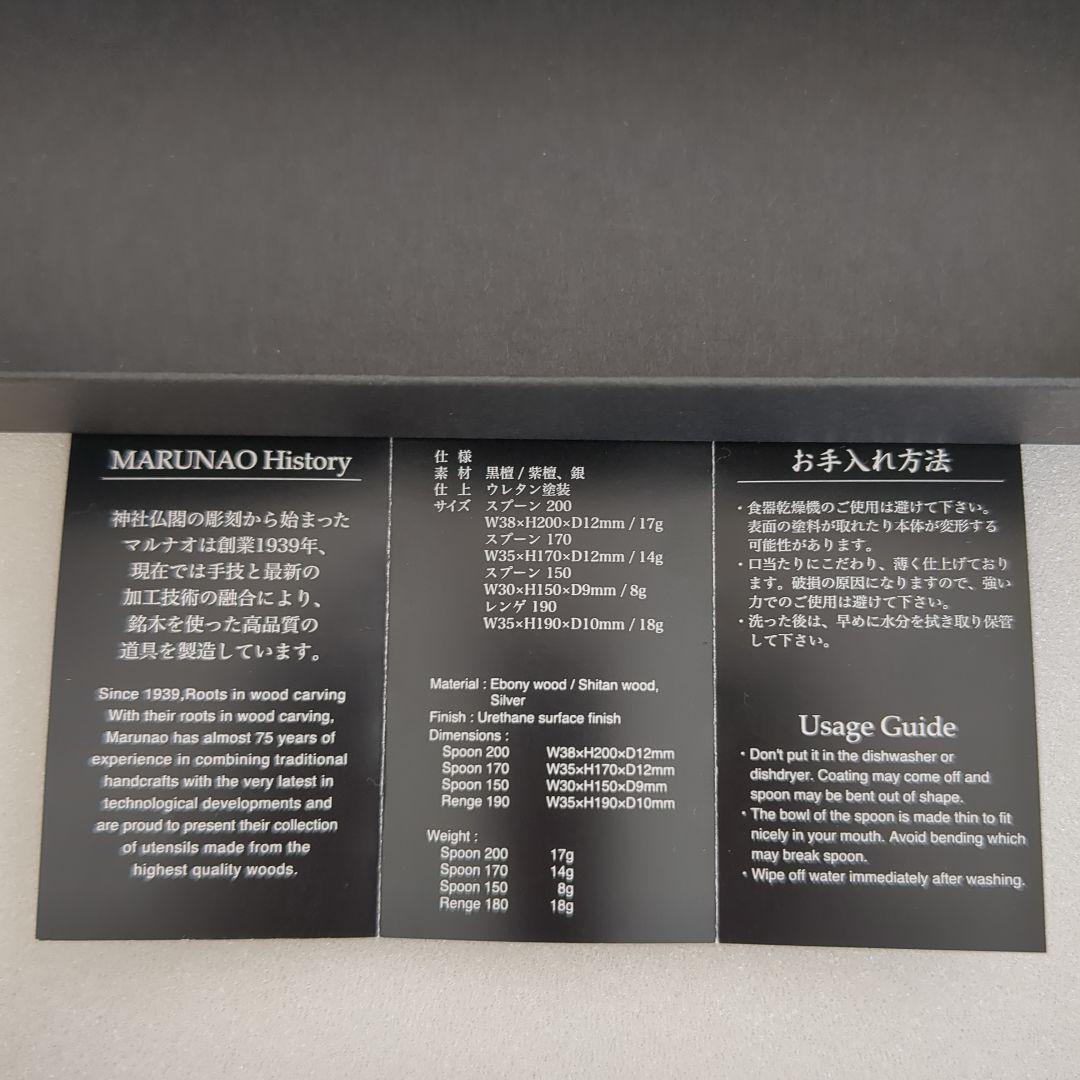 MARUNAO History
神社仏閣の彫刻から始まった
マルナオは創業1939年、
現在では手技と最新の
加工技術の融合により、
銘木を使った高品質の
道具を製造しています。
Since 1939,Roots in wood carving
With their roots in wood carving,
Marunao has almost 75 years of
experience in combining traditional
handcrafts with the very latest in
technological developments and
are proud to present their collection
of utensils made from the
highest quality woods.
仕 様
素 材 黒檀 / 紫檀、銀
仕 上 ウレタン塗装
サイズ スプーン 200
W38×H200×D12mm / 17g
スプーン 170
W35×H170×D12mm / 14g
スプーン 150
W30×H150×D9mm / 8g
レンゲ 190
W35×H190×D10mm / 18g
Material : Ebony wood / Shitan wood,
Silver
Finish : Urethane surface finish
Dimensions :
Spoon 200 W38×H200×D12mm
Spoon 170 W35×H170×D12mm
Spoon 150 W30×H150×D9mm
Renge 190 W35×H190×D10mm
Weight :
Spoon 200 17g
Spoon 170 14g
Spoon 150 8g
Renge 180 18g
お手入れ方法
・食器乾燥機のご使用は避けて下さい。
表面の塗料が取れたり本体が変形する
可能性があります。
・口当たりにこだわり、薄く仕上げており
ます。破損の原因になりますので、強い
力でのご使用は避けて下さい。
・洗った後は、早めに水分を拭き取り保管
して下さい。
Usage Guide
・Don't put it in the dishwasher or
dishdryer. Coating may come off and
spoon may be bent out of shape.
・The bowl of the spoon is made thin to fit
nicely in your mouth. Avoid bending which
may break spoon.
・Wipe off water immediately after washing.